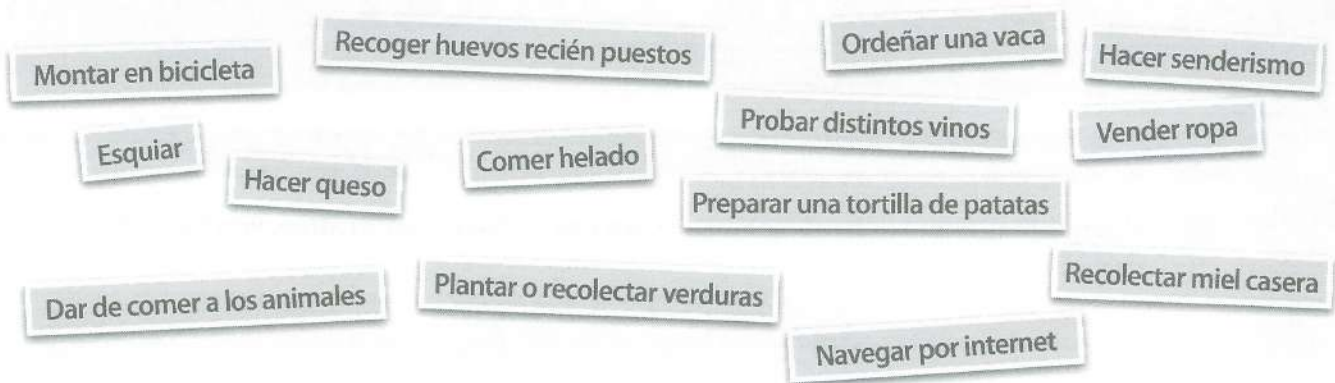 Montar en bicicleta
Recoger huevos recién puestos
Ordeñar una vaca
Hacer senderismo
Esquiar
Hacer queso
Comer helado
Probar distintos vinos
Vender ropa
Preparar una tortilla de patatas
Dar de comer a los animales
Plantar o recolectar verduras
Recolectar miel casera
Navegar por internet